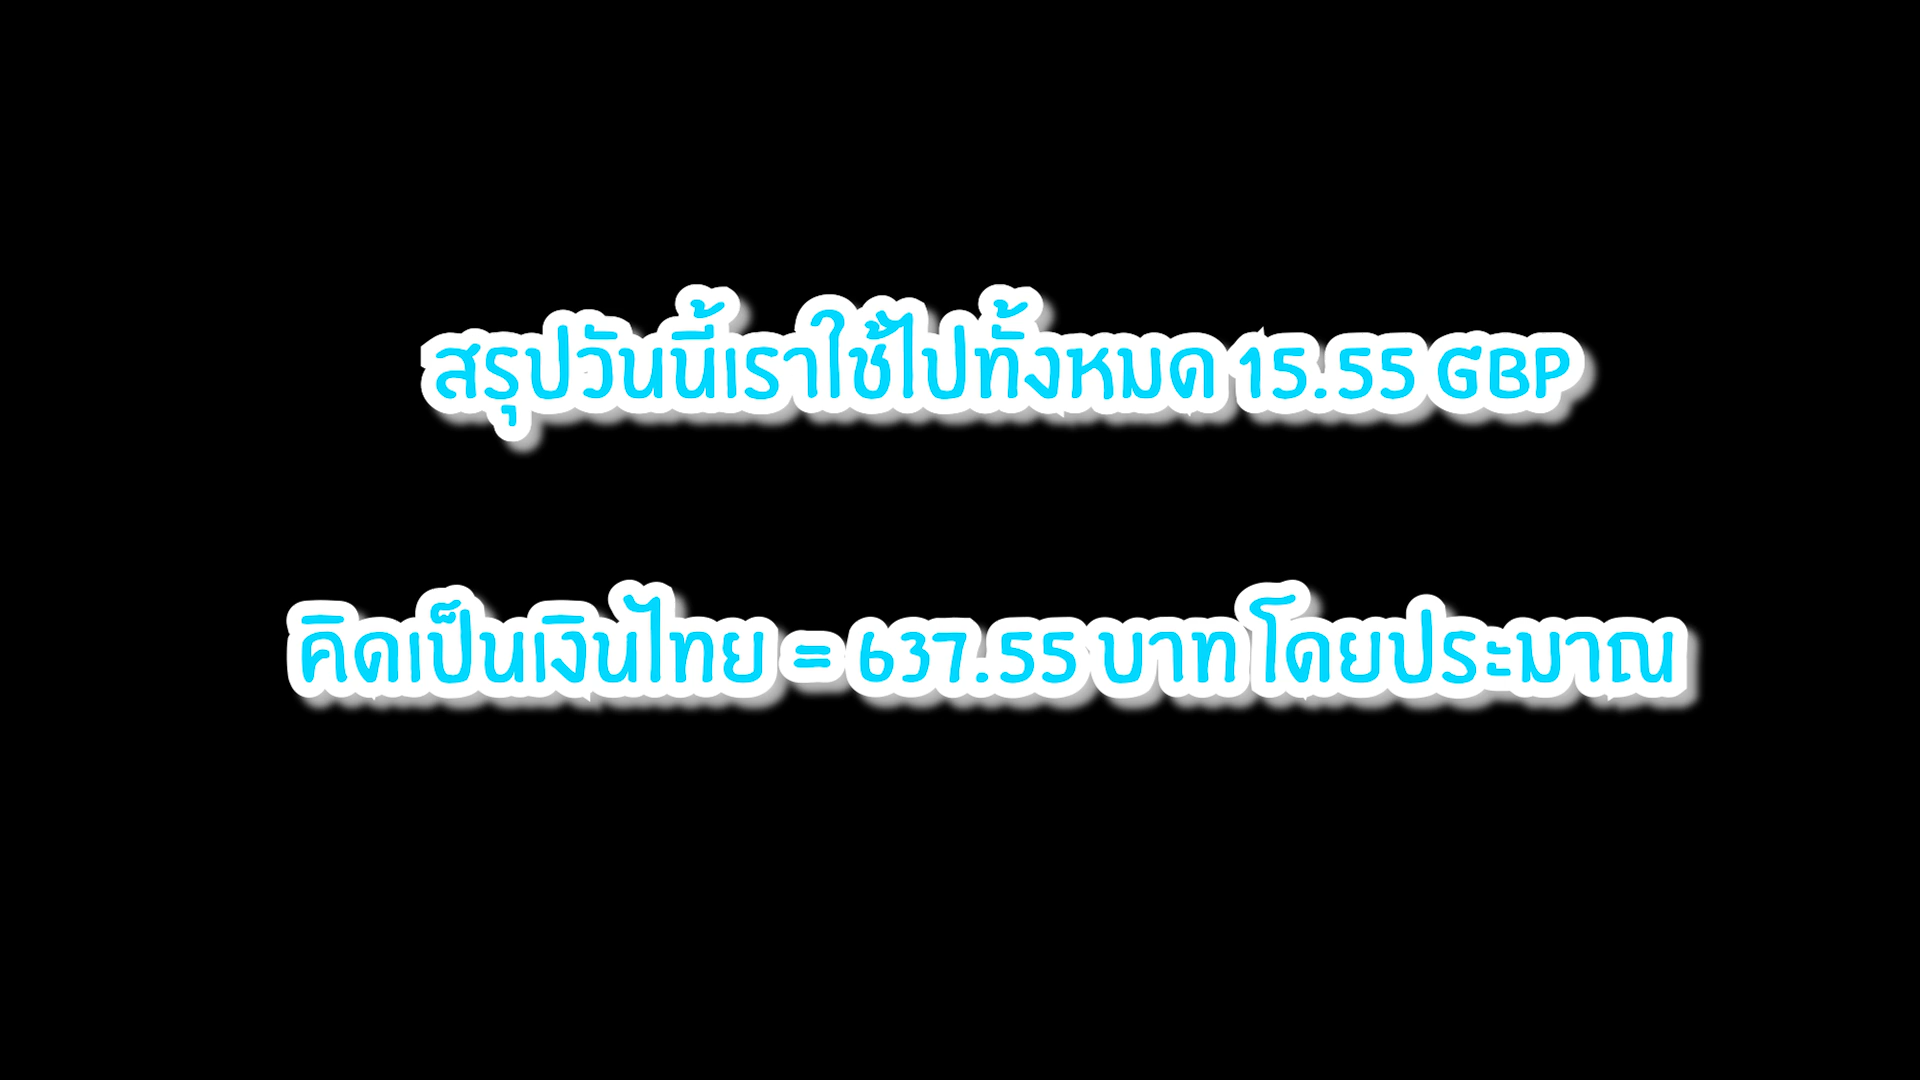 สรุปวันนี้เราใช้ไปทั้งหมด 15.55 GBP
คิดเป็นเงินไทย = 637.55 บาทโดยประมาณ